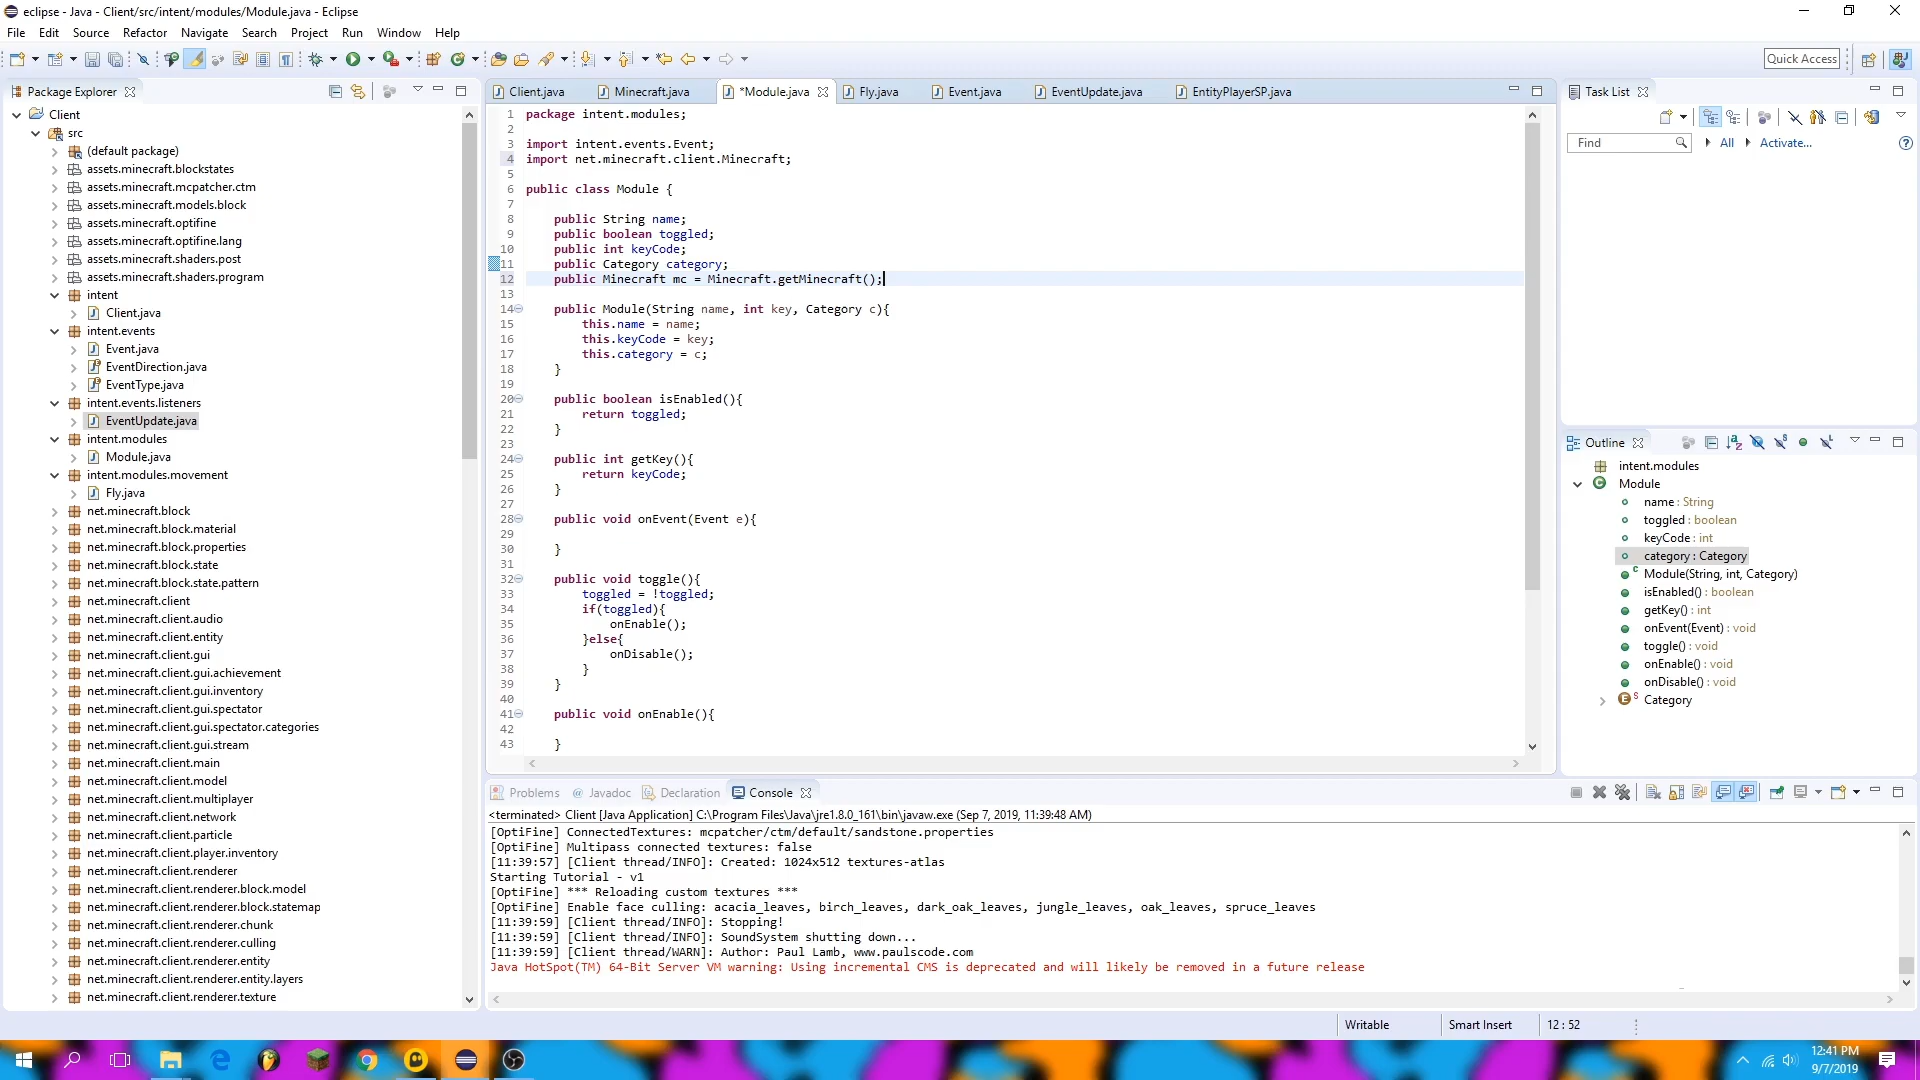 eclipse - Java - Client/src/intent/modules/Module.java - Eclipse
File Edit Source Refactor Navigate Search Project Run Window Help
Quick Access
Package Explorer
Client
src
(default package)
assets.minecraft.blockstates
assets.minecraft.mcpatcher.ctm
assets.minecraft.models.block
assets.minecraft.optifine
assets.minecraft.optifine.lang
assets.minecraft.shaders.post
assets.minecraft.shaders.program
intent
Client.java
intent.events
Event.java
EventDirection.java
EventType.java
intent.events.listeners
EventUpdate.java
intent.modules
Module.java
intent.modules.movement
Fly.java
net.minecraft.block
net.minecraft.block.material
net.minecraft.block.properties
net.minecraft.block.state
net.minecraft.block.state.pattern
net.minecraft.client
net.minecraft.client.audio
net.minecraft.client.entity
net.minecraft.client.gui
net.minecraft.client.gui.achievement
net.minecraft.client.gui.inventory
net.minecraft.client.gui.spectator
net.minecraft.client.gui.spectator.categories
net.minecraft.client.gui.stream
net.minecraft.client.main
net.minecraft.client.model
net.minecraft.client.multiplayer
net.minecraft.client.network
net.minecraft.client.particle
net.minecraft.client.player.inventory
net.minecraft.client.renderer
net.minecraft.client.renderer.block.model
net.minecraft.client.renderer.block.statemap
net.minecraft.client.renderer.chunk
net.minecraft.client.renderer.culling
net.minecraft.client.renderer.entity
net.minecraft.client.renderer.entity.layers
net.minecraft.client.renderer.texture
Client.java Minecraft.java *Module.java Fly.java Event.java EventUpdate.java EntityPlayerSP.java
1 package intent.modules;
2
3 import intent.events.Event;
4 import net.minecraft.client.Minecraft;
5
6 public class Module {
7
8 public String name;
9 public boolean toggled;
10 public int keyCode;
11 public Category category;
12 public Minecraft mc = Minecraft.getMinecraft();
13
14 public Module(String name, int key, Category c){
15 this.name = name;
16 this.keyCode = key;
17 this.category = c;
18 }
19
20 public boolean isEnabled(){
21 return toggled;
22 }
23
24 public int getKey(){
25 return keyCode;
26 }
27
28 public void onEvent(Event e){
29
30 }
31
32 public void toggle(){
33 toggled = !toggled;
34 if(toggled){
35 onEnable();
36 }else{
37 onDisable();
38 }
39 }
40
41 public void onEnable(){
42
43 }
Task List
Find All Activate...
Outline
intent.modules
Module
name : String
toggled : boolean
keyCode : int
category : Category
Module(String, int, Category)
isEnabled() : boolean
getKey() : int
onEvent(Event) : void
toggle() : void
onEnable() : void
onDisable() : void
Category
Problems Javadoc Declaration Console
<terminated> Client [Java Application] C:\Program Files\Java\jre1.8.0_161\bin\javaw.exe (Sep 7, 2019, 11:39:48 AM)
[OptiFine] ConnectedTextures: mcpatcher/ctm/default/sandstone.properties
[OptiFine] Multipass connected textures: false
[11:39:57] [Client thread/INFO]: Created: 1024x512 textures-atlas
Starting Tutorial - v1
[OptiFine] *** Reloading custom textures ***
[OptiFine] Enable face culling: acacia_leaves, birch_leaves, dark_oak_leaves, jungle_leaves, oak_leaves, spruce_leaves
[11:39:59] [Client thread/INFO]: Stopping!
[11:39:59] [Client thread/INFO]: SoundSystem shutting down...
[11:39:59] [Client thread/WARN]: Author: Paul Lamb, www.paulscode.com
Java HotSpot(TM) 64-Bit Server VM warning: Using incremental CMS is deprecated and will likely be removed in a future release
Writable Smart Insert 12 : 52
12:41 PM
9/7/2019